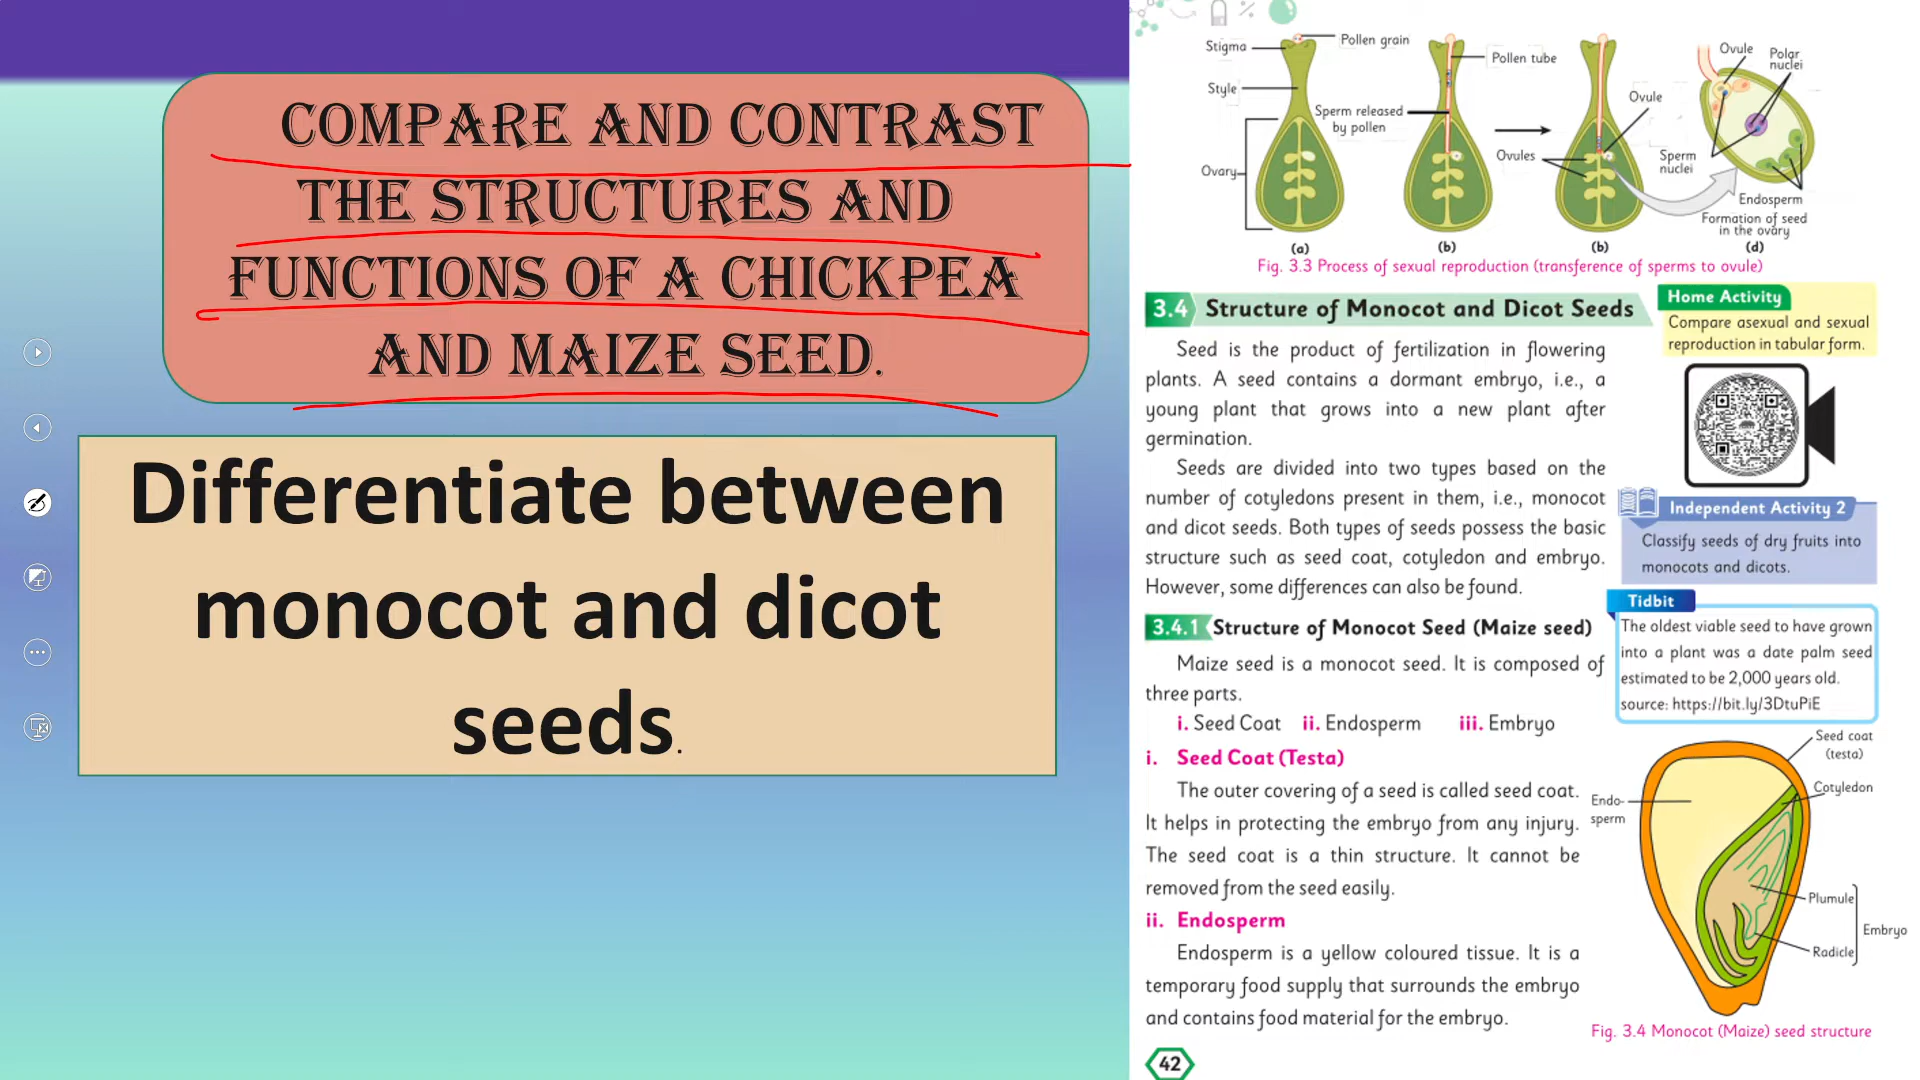 COMPARE AND CONTRAST
THE STRUCTURES AND
FUNCTIONS OF A CHICKPEA
AND MAIZE SEED.
Differentiate between
monocot and dicot
seeds.
Stigma
Pollen grain
Style
Ovary
(a)
Pollen tube
Sperm released
by pollen
(b)
Ovule
Ovules
(b)
Ovule
Polar
nuclei
Sperm
nuclei
Endosperm
Formation of seed
in the ovary
(d)
Fig. 3.3 Process of sexual reproduction (transference of sperms to ovule)
3.4 Structure of Monocot and Dicot Seeds
Seed is the product of fertilization in flowering
plants. A seed contains a dormant embryo, i.e., a
young plant that grows into a new plant after
germination.
Seeds are divided into two types based on the
number of cotyledons present in them, i.e., monocot
and dicot seeds. Both types of seeds possess the basic
structure such as seed coat, cotyledon and embryo.
However, some differences can also be found.
3.4.1 Structure of Monocot Seed (Maize seed)
Maize seed is a monocot seed. It is composed of
three parts.
i. Seed Coat ii. Endosperm iii. Embryo
i. Seed Coat (Testa)
The outer covering of a seed is called seed coat.
It helps in protecting the embryo from any injury.
The seed coat is a thin structure. It cannot be
removed from the seed easily.
ii. Endosperm
Endosperm is a yellow coloured tissue. It is a
temporary food supply that surrounds the embryo
and contains food material for the embryo.
42
Home Activity
Compare asexual and sexual
reproduction in tabular form.
Independent Activity 2
Classify seeds of dry fruits into
monocots and dicots.
Tidbit
The oldest viable seed to have grown
into a plant was a date palm seed
estimated to be 2,000 years old.
source: https://bit.ly/3DtuPiE
Seed coat
(testa)
Cotyledon
Endo-
sperm
Plumule
Embryo
Radicle
Fig. 3.4 Monocot (Maize) seed structure